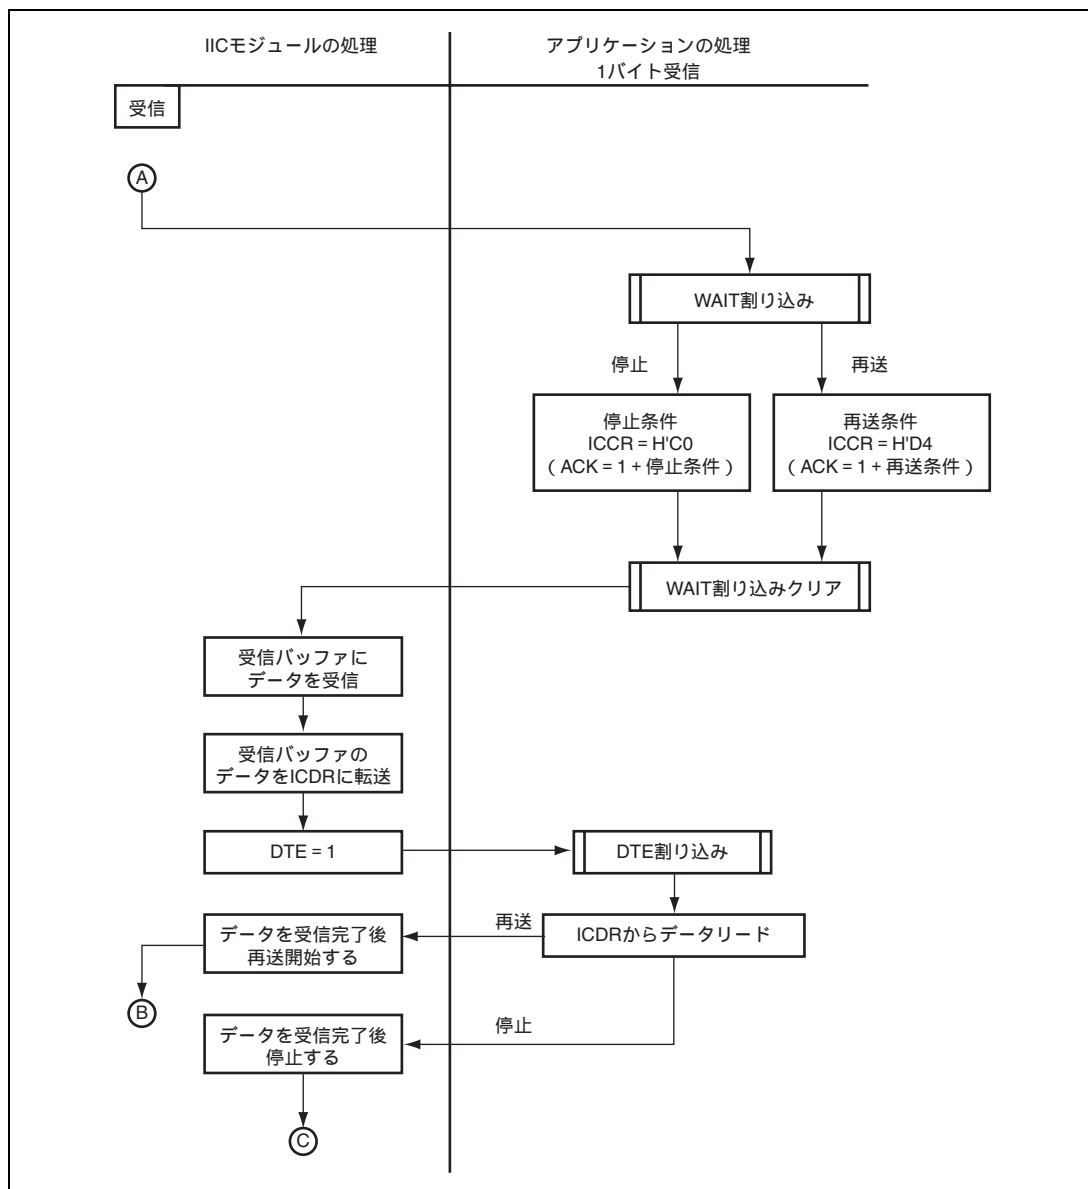 IICモジュールの処理
アプリケーションの処理
1バイト受信
受信
A
WAIT割り込み
停止
再送
停止条件
ICCR = H'C0
( ACK = 1 + 停止条件 )
再送条件
ICCR = H'D4
( ACK = 1 + 再送条件 )
WAIT割り込みクリア
受信バッファに
データを受信
受信バッファの
データをICDRに転送
DTE = 1
DTE割り込み
再送
ICDRからデータリード
データを受信完了後
再送開始する
B
停止
データを受信完了後
停止する
C